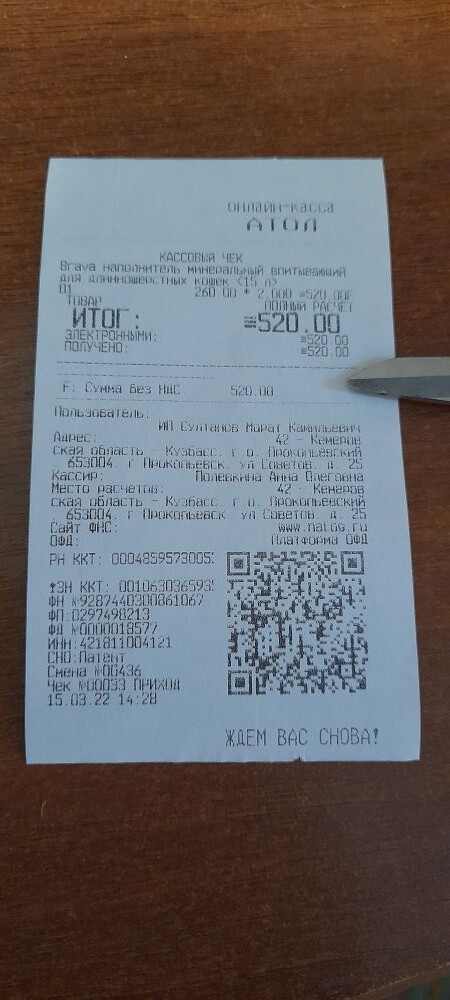 онлайн-касса
АТОЛ
КАССОВЫЙ ЧЕК
Brava наполнитель минеральный впитывающий
для длинношерстных кошек (15 л)
01 260.00 * 2.000 =520.00
ТОВАР ПОЛНЫЙ РАСЧЕТ
ИТОГ: =520.00
ЭЛЕКТРОННЫМИ: =520.00
ПОЛУЧЕНО: =520.00
F: Сумма без НДС 520.00
Пользователь:
ИП Султанов Марат Камильевич
Адрес: 42 - Кемеров
ская область - Кузбасс, г.о. Прокопьевский
653004, г Прокопьевск, ул Советов, д. 25
Кассир: Полевкина Анна Олеговна
Место расчетов: 42 - Кемеров
ская область - Кузбасс, г.о. Прокопьевский
653004, г Прокопьевск, ул Советов, д. 25
Сайт ФНС: www.nalog.ru
ОФД: Платформа ОФД
РН ККТ: 0004859573005
ЗН ККТ: 001063036593
ФН №9287440300861067
ФП:0297498213
ФД №0000018577
ИНН:421811004121
СНО:Патент
Смена №00436
Чек №00033 ПРИХОД
15.03.22 14:28
ЖДЕМ ВАС СНОВА!